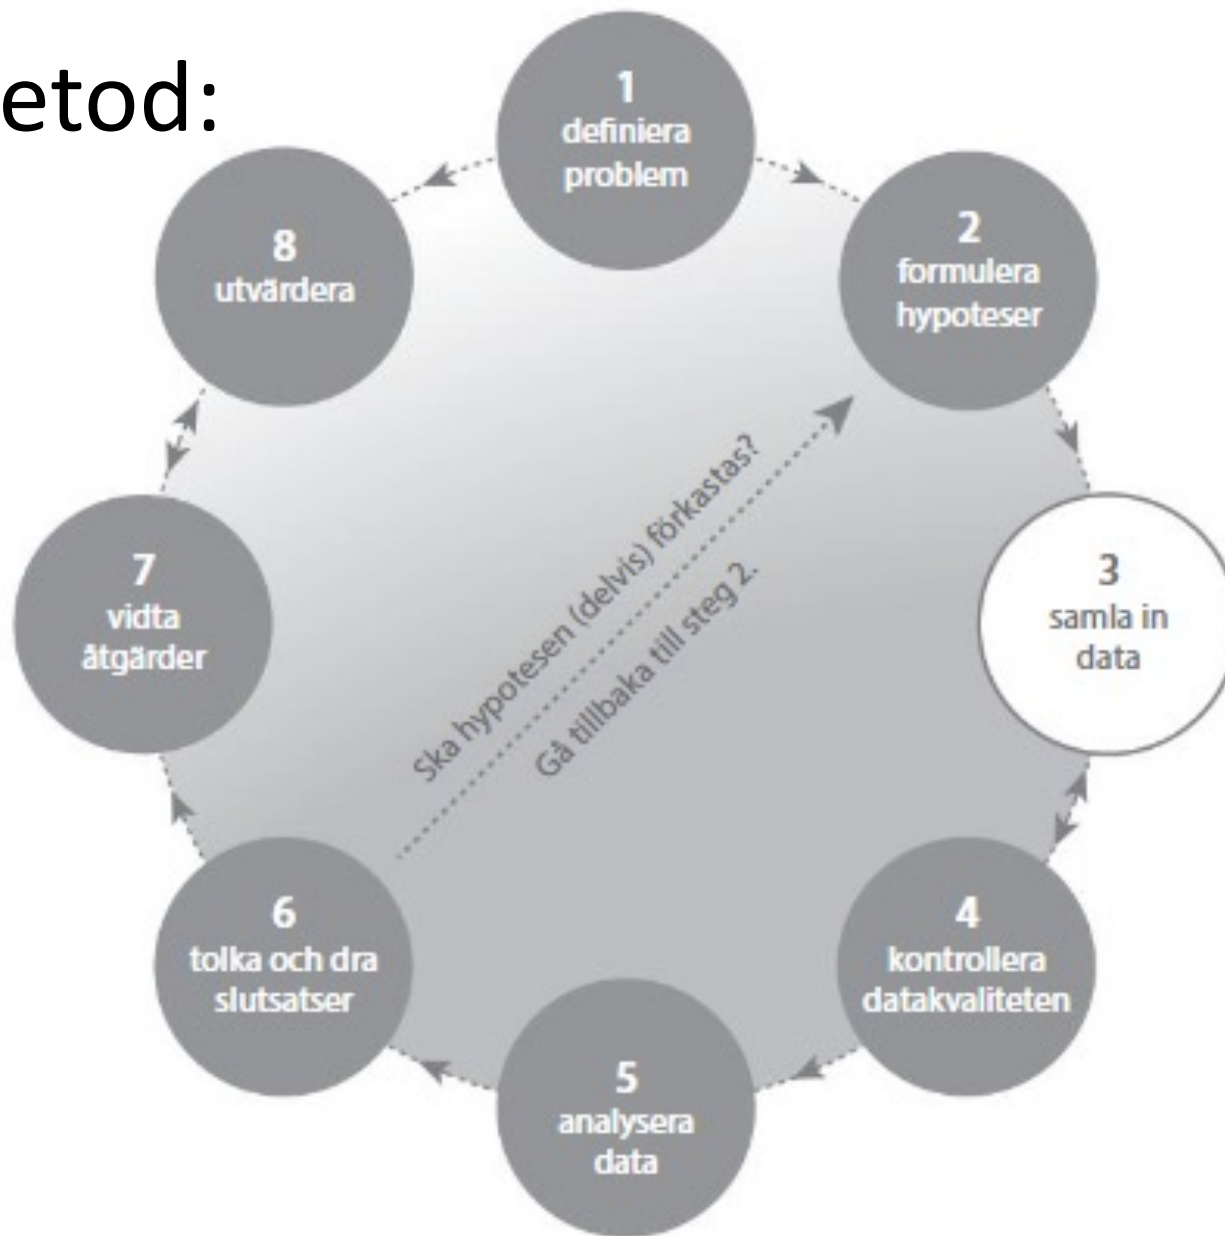 etod:
1
definiera
problem
2
formulera
hypoteser
3
samla in
data
4
kontrollera
datakvaliteten
5
analysera
data
6
tolka och dra
slutsatser
7
vidta
åtgärder
8
utvärdera
Ska hypotesen (delvis) förkastas?
Gå tillbaka till steg 2.